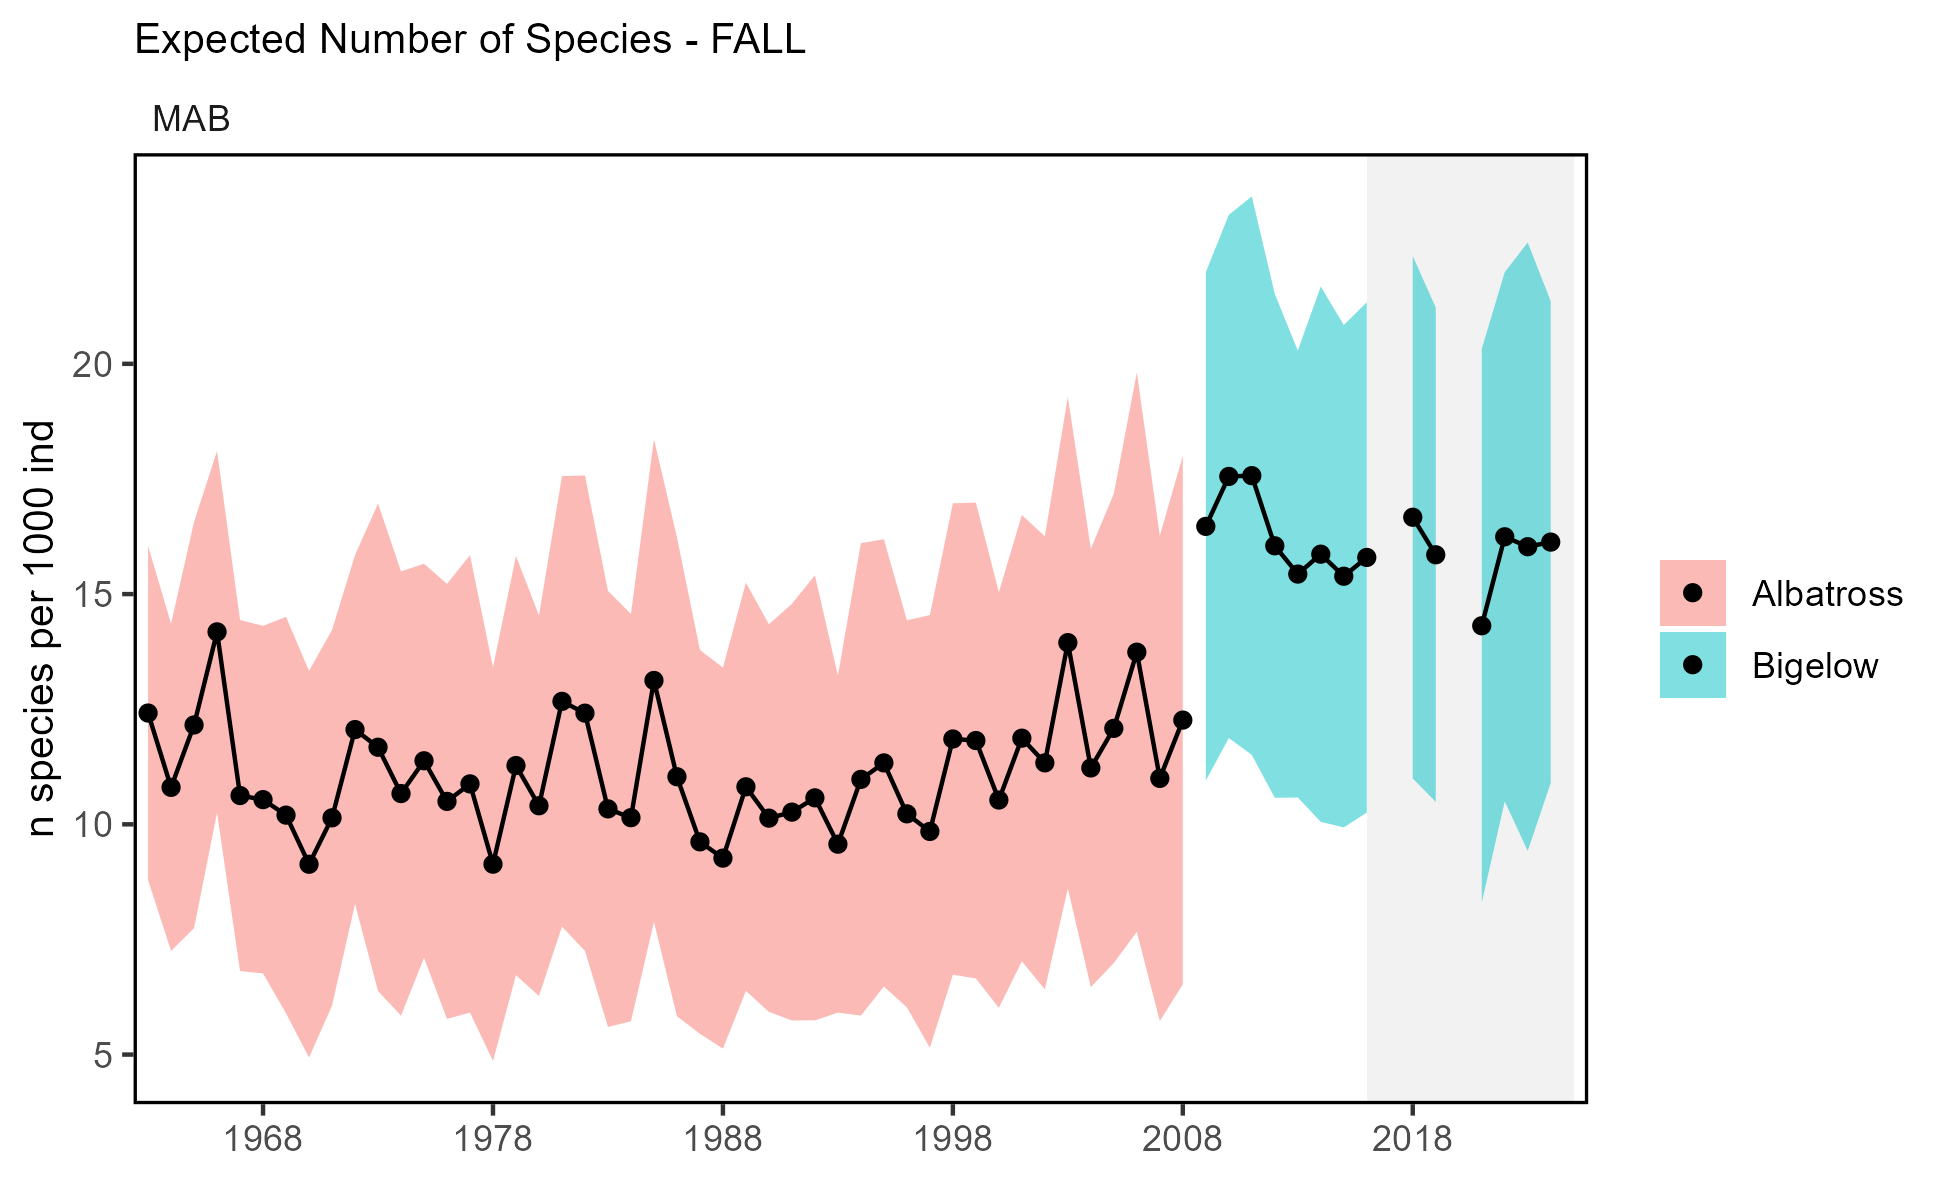 Expected Number of Species - FALL
MAB
n species per 1000 ind
20
15
10
5
1968 1978 1988 1998 2008 2018
Albatross
Bigelow